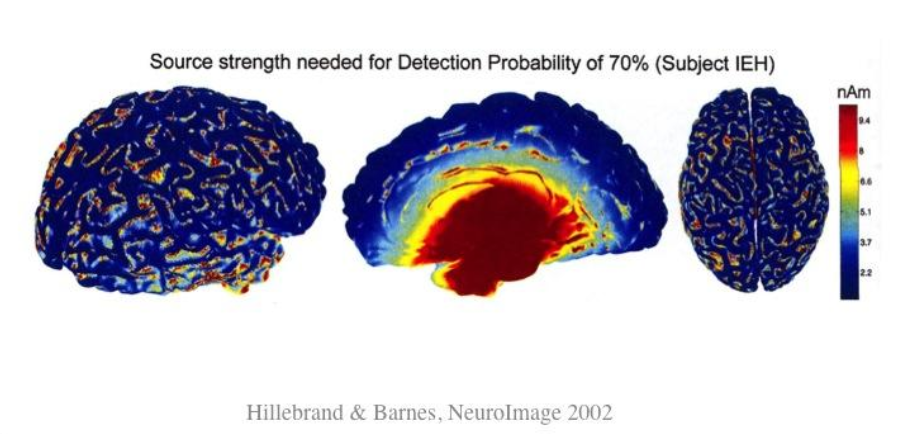 Source strength needed for Detection Probability of 70% (Subject IEH)
nAm
9.4
8
6.6
5.1
3.7
2.2
Hillebrand & Barnes, NeuroImage 2002